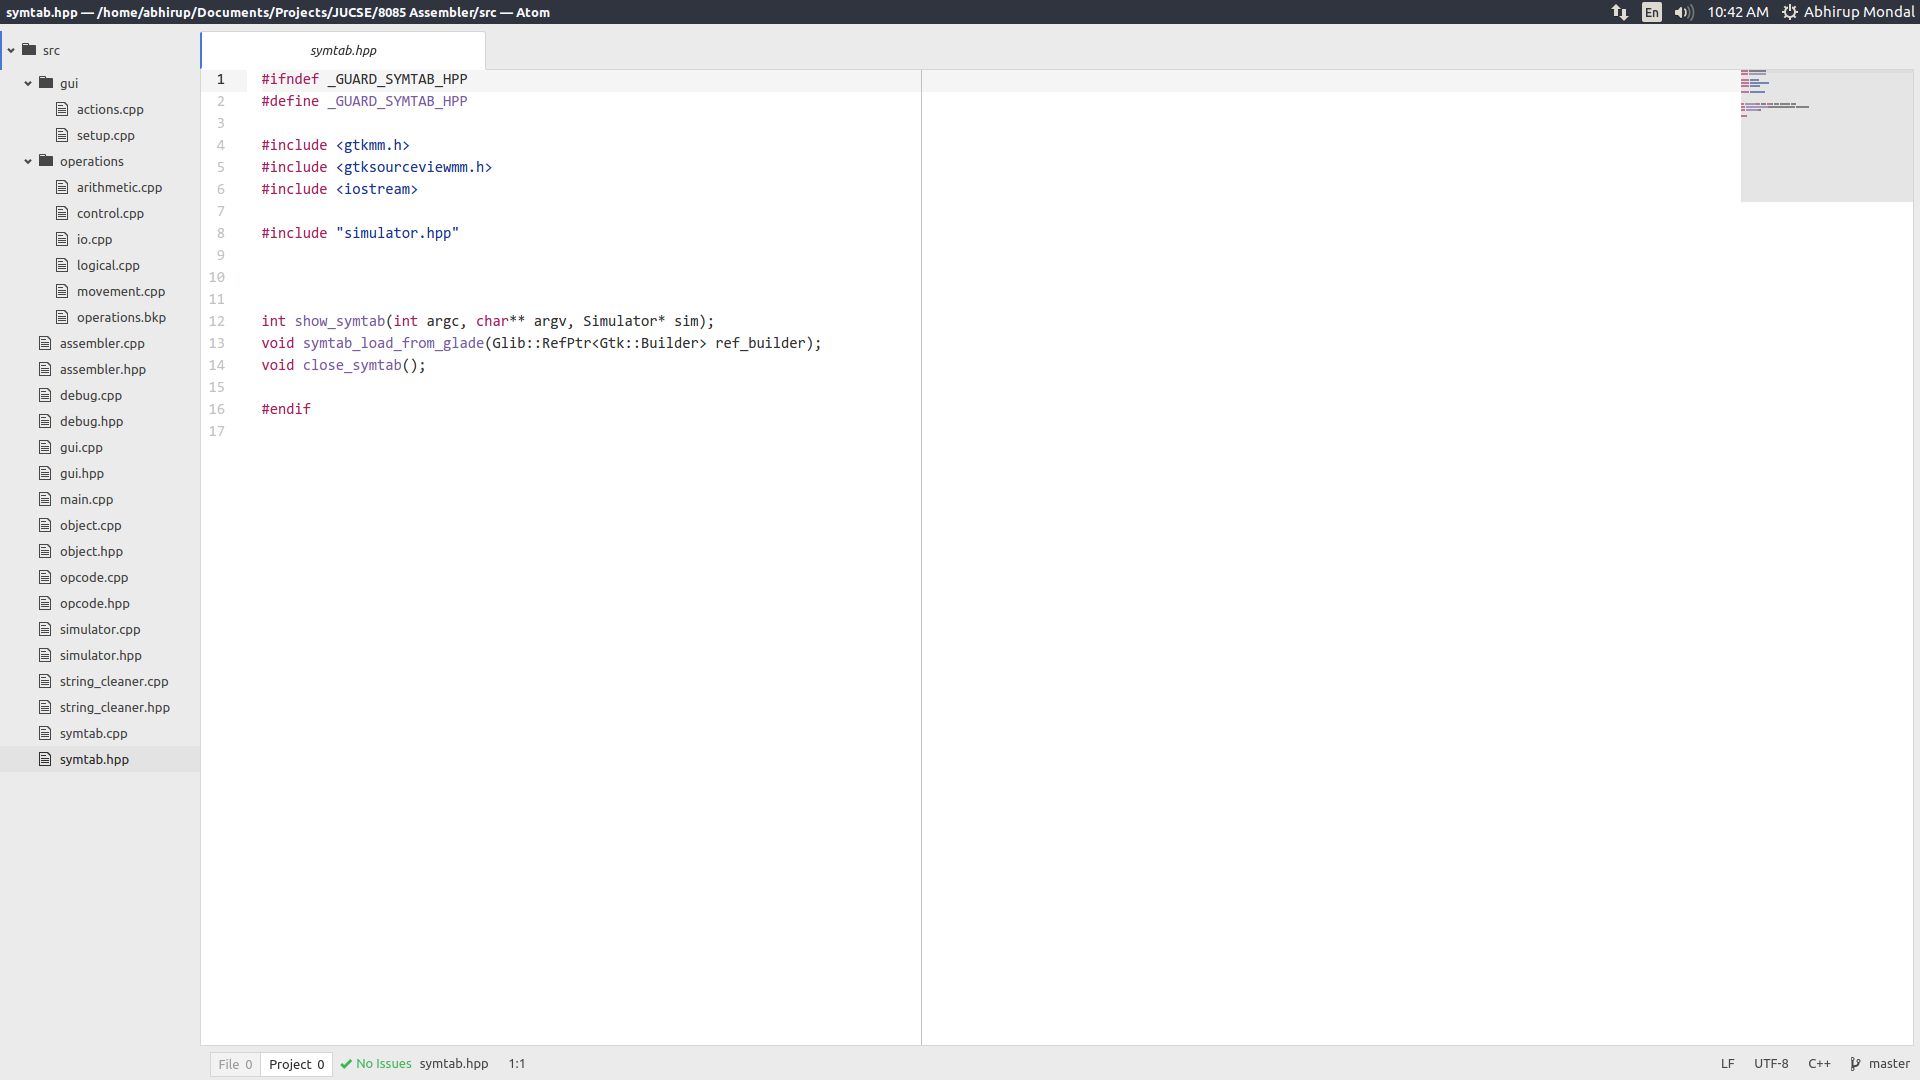 symtab.hpp — /home/abhirup/Documents/Projects/JUCSE/8085 Assembler/src — Atom
En
10:42 AM
Abhirup Mondal
src
gui
actions.cpp
setup.cpp
operations
arithmetic.cpp
control.cpp
io.cpp
logical.cpp
movement.cpp
operations.bkp
assembler.cpp
assembler.hpp
debug.cpp
debug.hpp
gui.cpp
gui.hpp
main.cpp
object.cpp
object.hpp
opcode.cpp
opcode.hpp
simulator.cpp
simulator.hpp
string_cleaner.cpp
string_cleaner.hpp
symtab.cpp
symtab.hpp
symtab.hpp
1 #ifndef _GUARD_SYMTAB_HPP
2 #define _GUARD_SYMTAB_HPP
3
4 #include <gtkmm.h>
5 #include <gtksourceviewmm.h>
6 #include <iostream>
7
8 #include "simulator.hpp"
9
10
11
12 int show_symtab(int argc, char** argv, Simulator* sim);
13 void symtab_load_from_glade(Glib::RefPtr<Gtk::Builder> ref_builder);
14 void close_symtab();
15
16 #endif
17
File 0 Project 0 No Issues symtab.hpp 1:1
LF UTF-8 C++ master